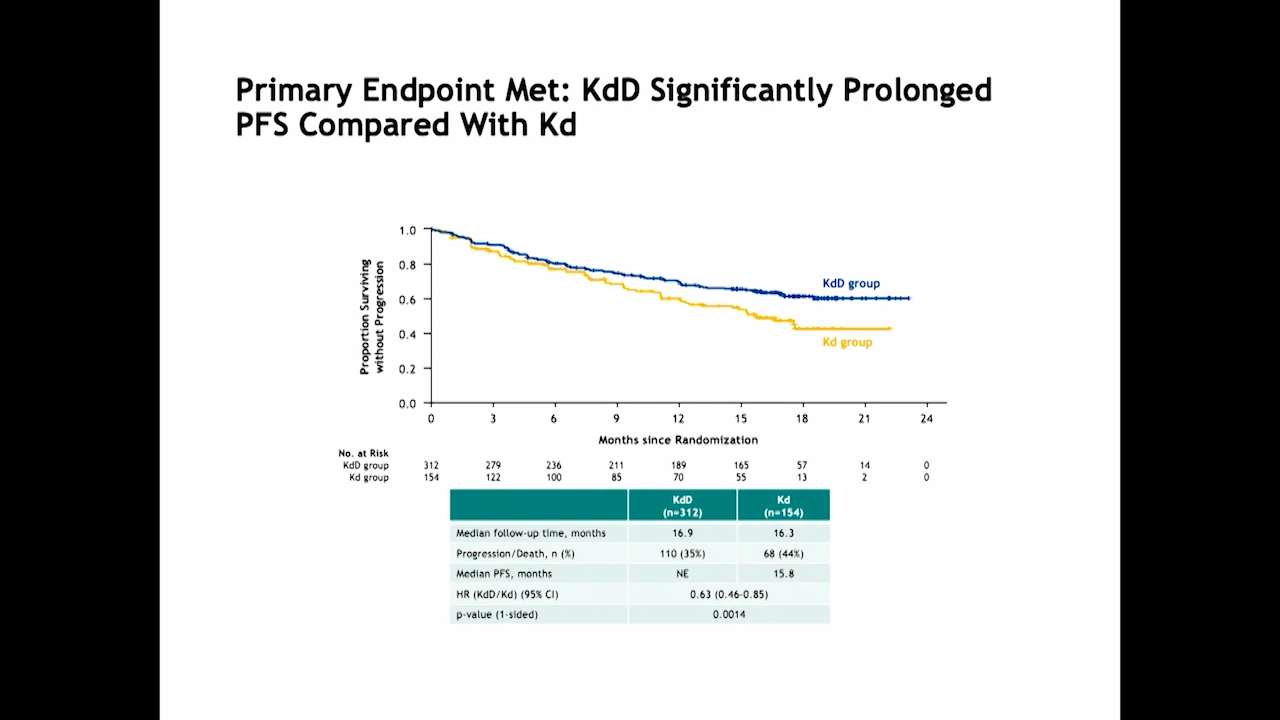 Primary Endpoint Met: KdD Significantly Prolonged
PFS Compared With Kd
Proportion Surviving
without Progression
1.0
0.8
0.6
0.4
0.2
0.0
KdD group
Kd group
0 3 6 9 12 15 18 21 24
Months since Randomization
No. at Risk
KdD group 312 279 236 211 189 165 57 14 0
Kd group 154 122 100 85 70 55 13 2 0
KdD Kd
(n=312) (n=154)
Median follow-up time, months 16.9 16.3
Progression/Death, n (%) 110 (35%) 68 (44%)
Median PFS, months NE 15.8
HR (KdD/Kd) (95% CI) 0.63 (0.46-0.85)
p-value (1-sided) 0.0014